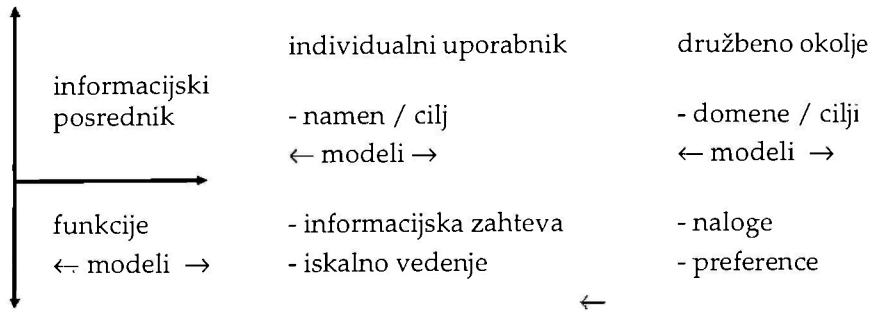 individualni uporabnik
družbeno okolje
informacijski
posrednik
- namen / cilj
- domene / cilji
← modeli →
← modeli →
funkcije
- informacijska zahteva
- naloge
← modeli →
- iskalno vedenje
- preference
←